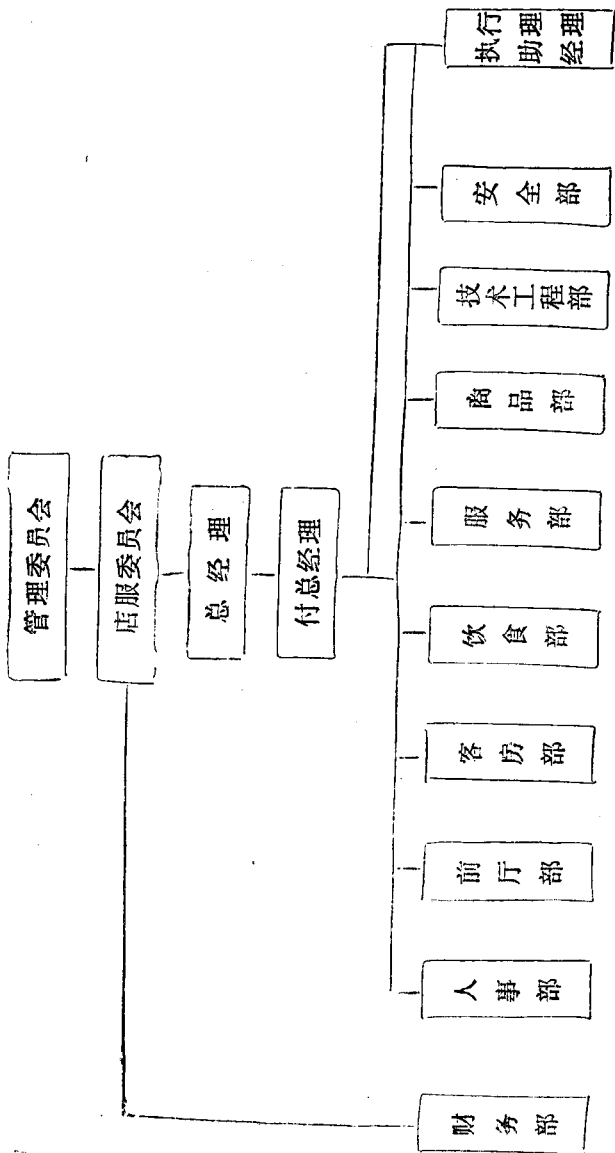 管理委员会
店服委员会
总经理
付总经理
财务部
人事部
前厅部
客房部
饮食部
服务部
商品部
技术工程部
安全部
执行
助理
经理